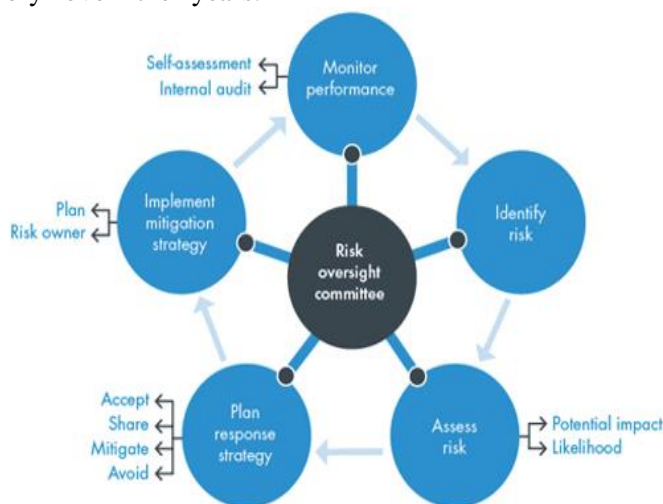 Self-assessment
Internal audit
Monitor
performance
Plan
Risk owner
Implement
mitigation
strategy
Identify
risk
Risk
oversight
committee
Accept
Share
Mitigate
Avoid
Plan
response
strategy
Assess
risk
Potential impact
Likelihood